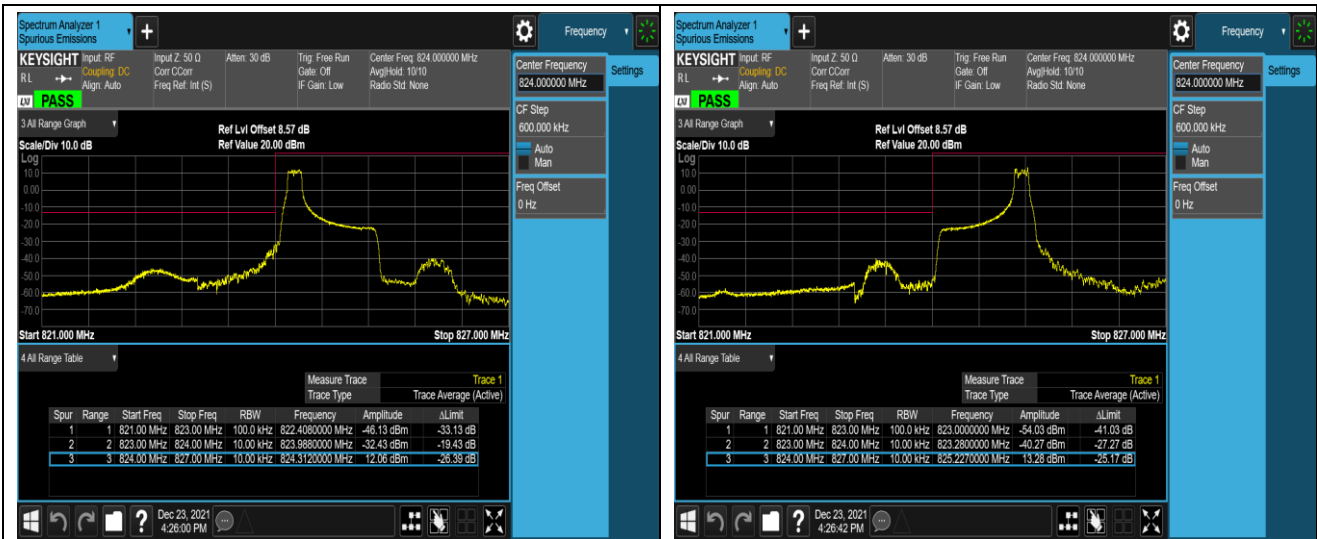 Spectrum Analyzer 1
Spurious Emissions
+
Frequency
KEYSIGHT
RL
Input: RF
Coupling: DC
Align: Auto
Input Z: 50 Ω
Corr CCorr
Freq Ref: Int (S)
Atten: 30 dB
Trig: Free Run
Gate: Off
IF Gain: Low
Center Freq: 824.000000 MHz
Avg|Hold: 10/10
Radio Std: None
LXI PASS
Center Frequency
824.000000 MHz
Settings
CF Step
600.000 kHz
Auto
Man
Freq Offset
0 Hz
3 All Range Graph
Ref Lvl Offset 8.57 dB
Scale/Div 10.0 dB
Ref Value 20.00 dBm
Log
10.0
0.00
-10.0
-20.0
-30.0
-40.0
-50.0
-60.0
-70.0
Start 821.000 MHz
Stop 827.000 MHz
4 All Range Table
Measure Trace Trace 1
Trace Type Trace Average (Active)
Spur Range Start Freq Stop Freq RBW Frequency Amplitude ΔLimit
1 1 821.00 MHz 823.00 MHz 100.0 kHz 822.4080000 MHz -46.13 dBm -33.13 dB
2 2 823.00 MHz 824.00 MHz 10.00 kHz 823.9880000 MHz -32.43 dBm -19.43 dB
3 3 824.00 MHz 827.00 MHz 10.00 kHz 824.3120000 MHz 12.06 dBm -26.39 dB
?
Dec 23, 2021
4:26:00 PM
Spectrum Analyzer 1
Spurious Emissions
+
Frequency
KEYSIGHT
RL
Input: RF
Coupling: DC
Align: Auto
Input Z: 50 Ω
Corr CCorr
Freq Ref: Int (S)
Atten: 30 dB
Trig: Free Run
Gate: Off
IF Gain: Low
Center Freq: 824.000000 MHz
Avg|Hold: 10/10
Radio Std: None
LXI PASS
Center Frequency
824.000000 MHz
Settings
CF Step
600.000 kHz
Auto
Man
Freq Offset
0 Hz
3 All Range Graph
Ref Lvl Offset 8.57 dB
Scale/Div 10.0 dB
Ref Value 20.00 dBm
Log
10.0
0.00
-10.0
-20.0
-30.0
-40.0
-50.0
-60.0
-70.0
Start 821.000 MHz
Stop 827.000 MHz
4 All Range Table
Measure Trace Trace 1
Trace Type Trace Average (Active)
Spur Range Start Freq Stop Freq RBW Frequency Amplitude ΔLimit
1 1 821.00 MHz 823.00 MHz 100.0 kHz 823.0000000 MHz -54.03 dBm -41.03 dB
2 2 823.00 MHz 824.00 MHz 10.00 kHz 823.2800000 MHz -40.27 dBm -27.27 dB
3 3 824.00 MHz 827.00 MHz 10.00 kHz 825.2270000 MHz 13.28 dBm -25.17 dB
?
Dec 23, 2021
4:26:42 PM